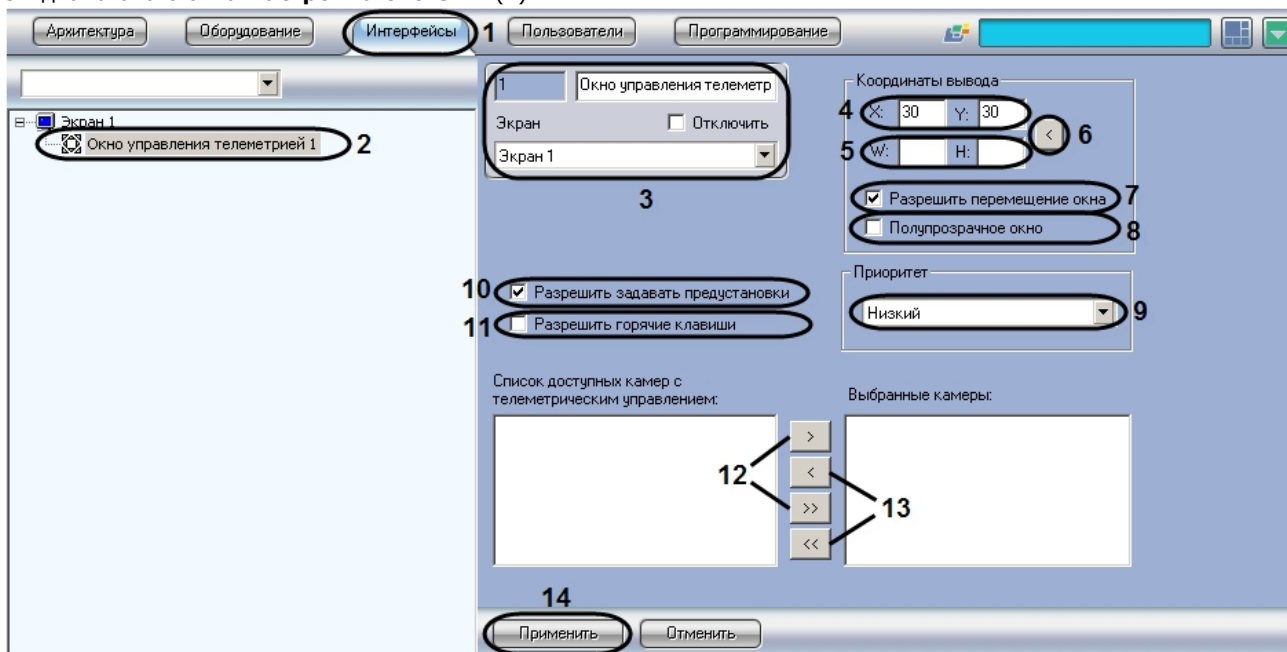 Архитектура Оборудование Интерфейсы 1 Пользователи Программирование
1 Окно управления телеметр
Экран Отключить
Экран 1
3
Экран 1
Окно управления телеметрией 1 2
Координаты вывода
4 X: 30 Y: 30
5 W: H: < 6
Разрешить перемещение окна 7
Полупрозрачное окно 8
Приоритет
Низкий 9
10 Разрешить задавать предустановки
11 Разрешить горячие клавиши
Список доступных камер с
телеметрическим управлением:
Выбранные камеры:
>
12 <
>> 13
<<
14
Применить Отменить